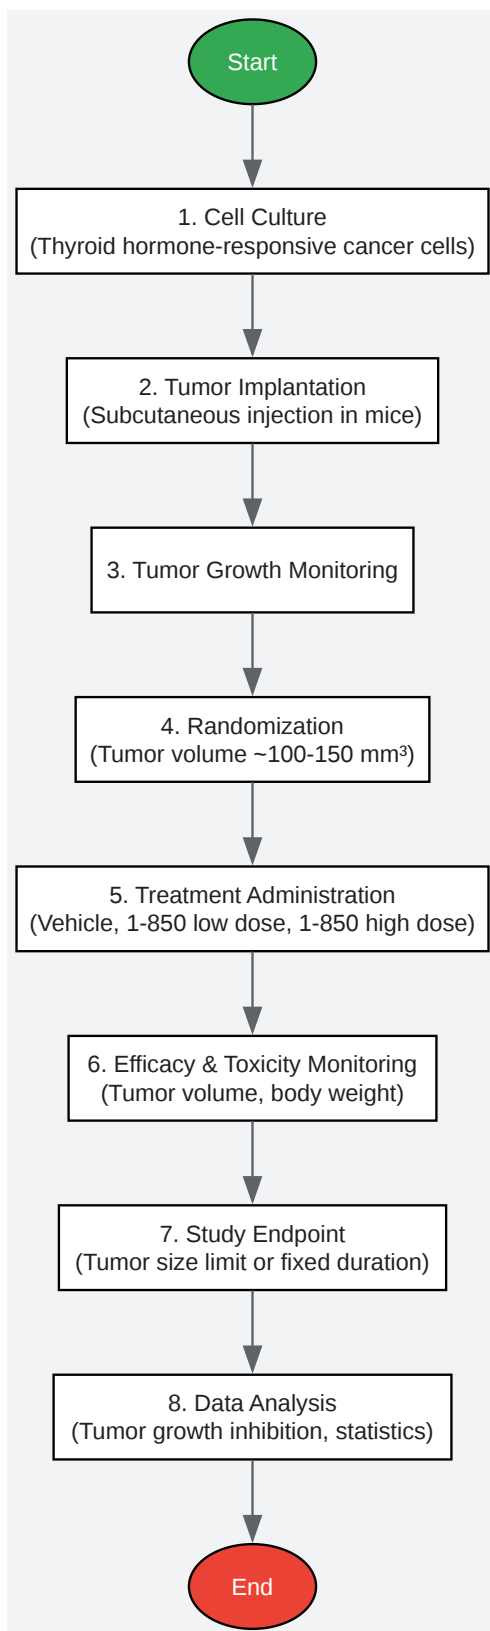 Start
1. Cell Culture
(Thyroid hormone-responsive cancer cells)
2. Tumor Implantation
(Subcutaneous injection in mice)
3. Tumor Growth Monitoring
4. Randomization
(Tumor volume ~100-150 mm³)
5. Treatment Administration
(Vehicle, 1-850 low dose, 1-850 high dose)
6. Efficacy & Toxicity Monitoring
(Tumor volume, body weight)
7. Study Endpoint
(Tumor size limit or fixed duration)
8. Data Analysis
(Tumor growth inhibition, statistics)
End